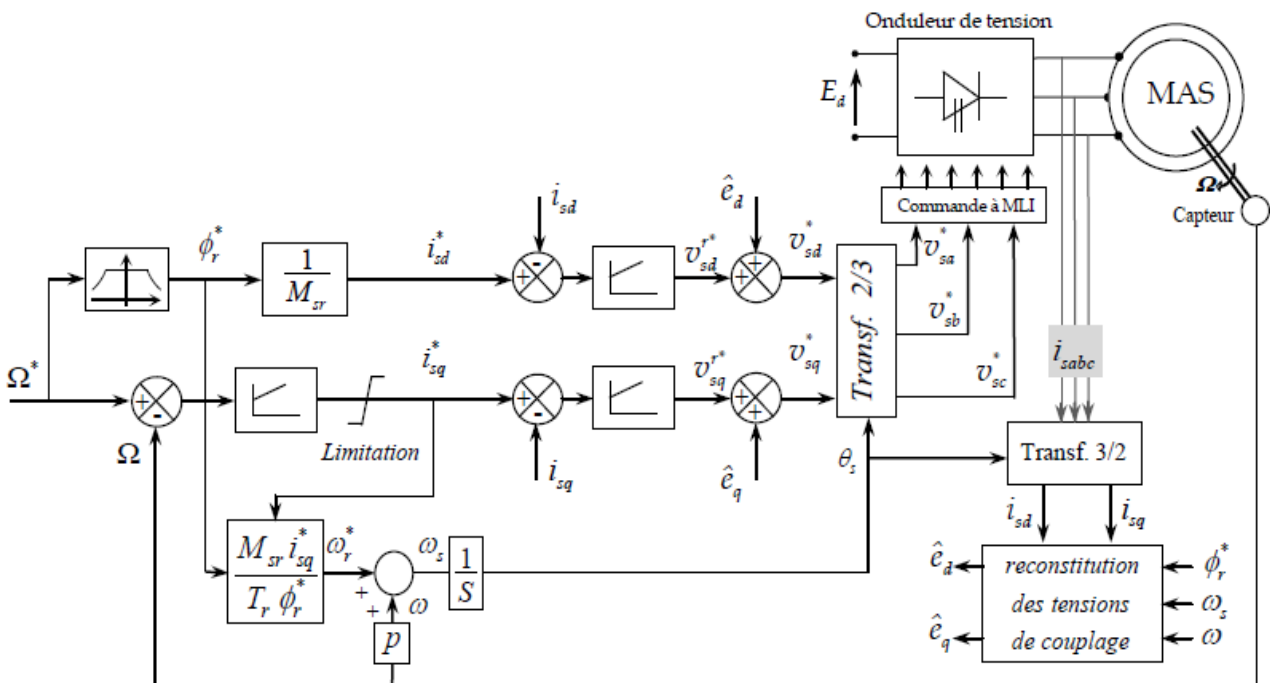 Onduleur de tension
E_d
MAS
Ω
Capteur
Commande à MLI
i_sd
ê_d
φ_r^*
1/M_sr
i_sd^*
+
-
v_sd^r*
+
+
v_sd^*
Transf. 2/3
v_sa^*
v_sb^*
v_sc^*
i_sabc
Ω^*
+
-
Ω
Limitation
i_sq^*
+
-
i_sq
v_sq^r*
+
+
ê_q
v_sq^*
θ_s
Transf. 3/2
i_sd
i_sq
M_sr i_sq^*
T_r φ_r^*
ω_r^*
+
+
ω
ω_s
1/S
p
ê_d
ê_q
reconstitution
des tensions
de couplage
φ_r^*
ω_s
ω